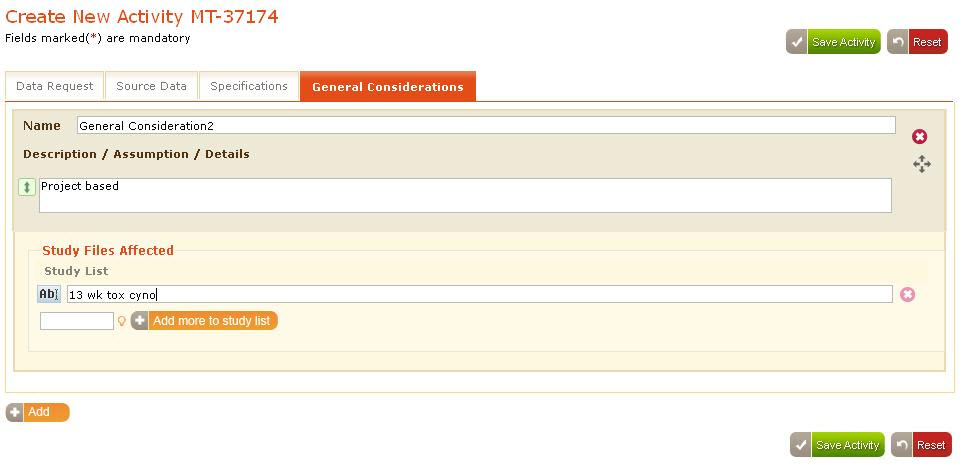 Create New Activity MT-37174
Fields marked(*) are mandatory
Save Activity Reset
Data Request Source Data Specifications General Considerations
Name General Consideration2
Description / Assumption / Details
Project based
Study Files Affected
Study List
Ab 13 wk tox cyno
Add more to study list
Add
Save Activity Reset